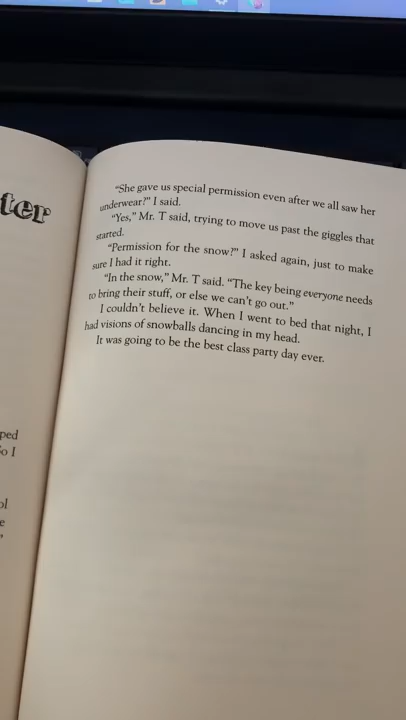 ter
ped
o I
ol
e
"She gave us special permission even after we all saw her
underwear?" I said.
"Yes," Mr. T said, trying to move us past the giggles that
started.
"Permission for the snow?" I asked again, just to make
sure I had it right.
"In the snow," Mr. T said. "The key being everyone needs
to bring their stuff, or else we can't go out."
I couldn't believe it. When I went to bed that night, I
had visions of snowballs dancing in my head.
It was going to be the best class party day ever.